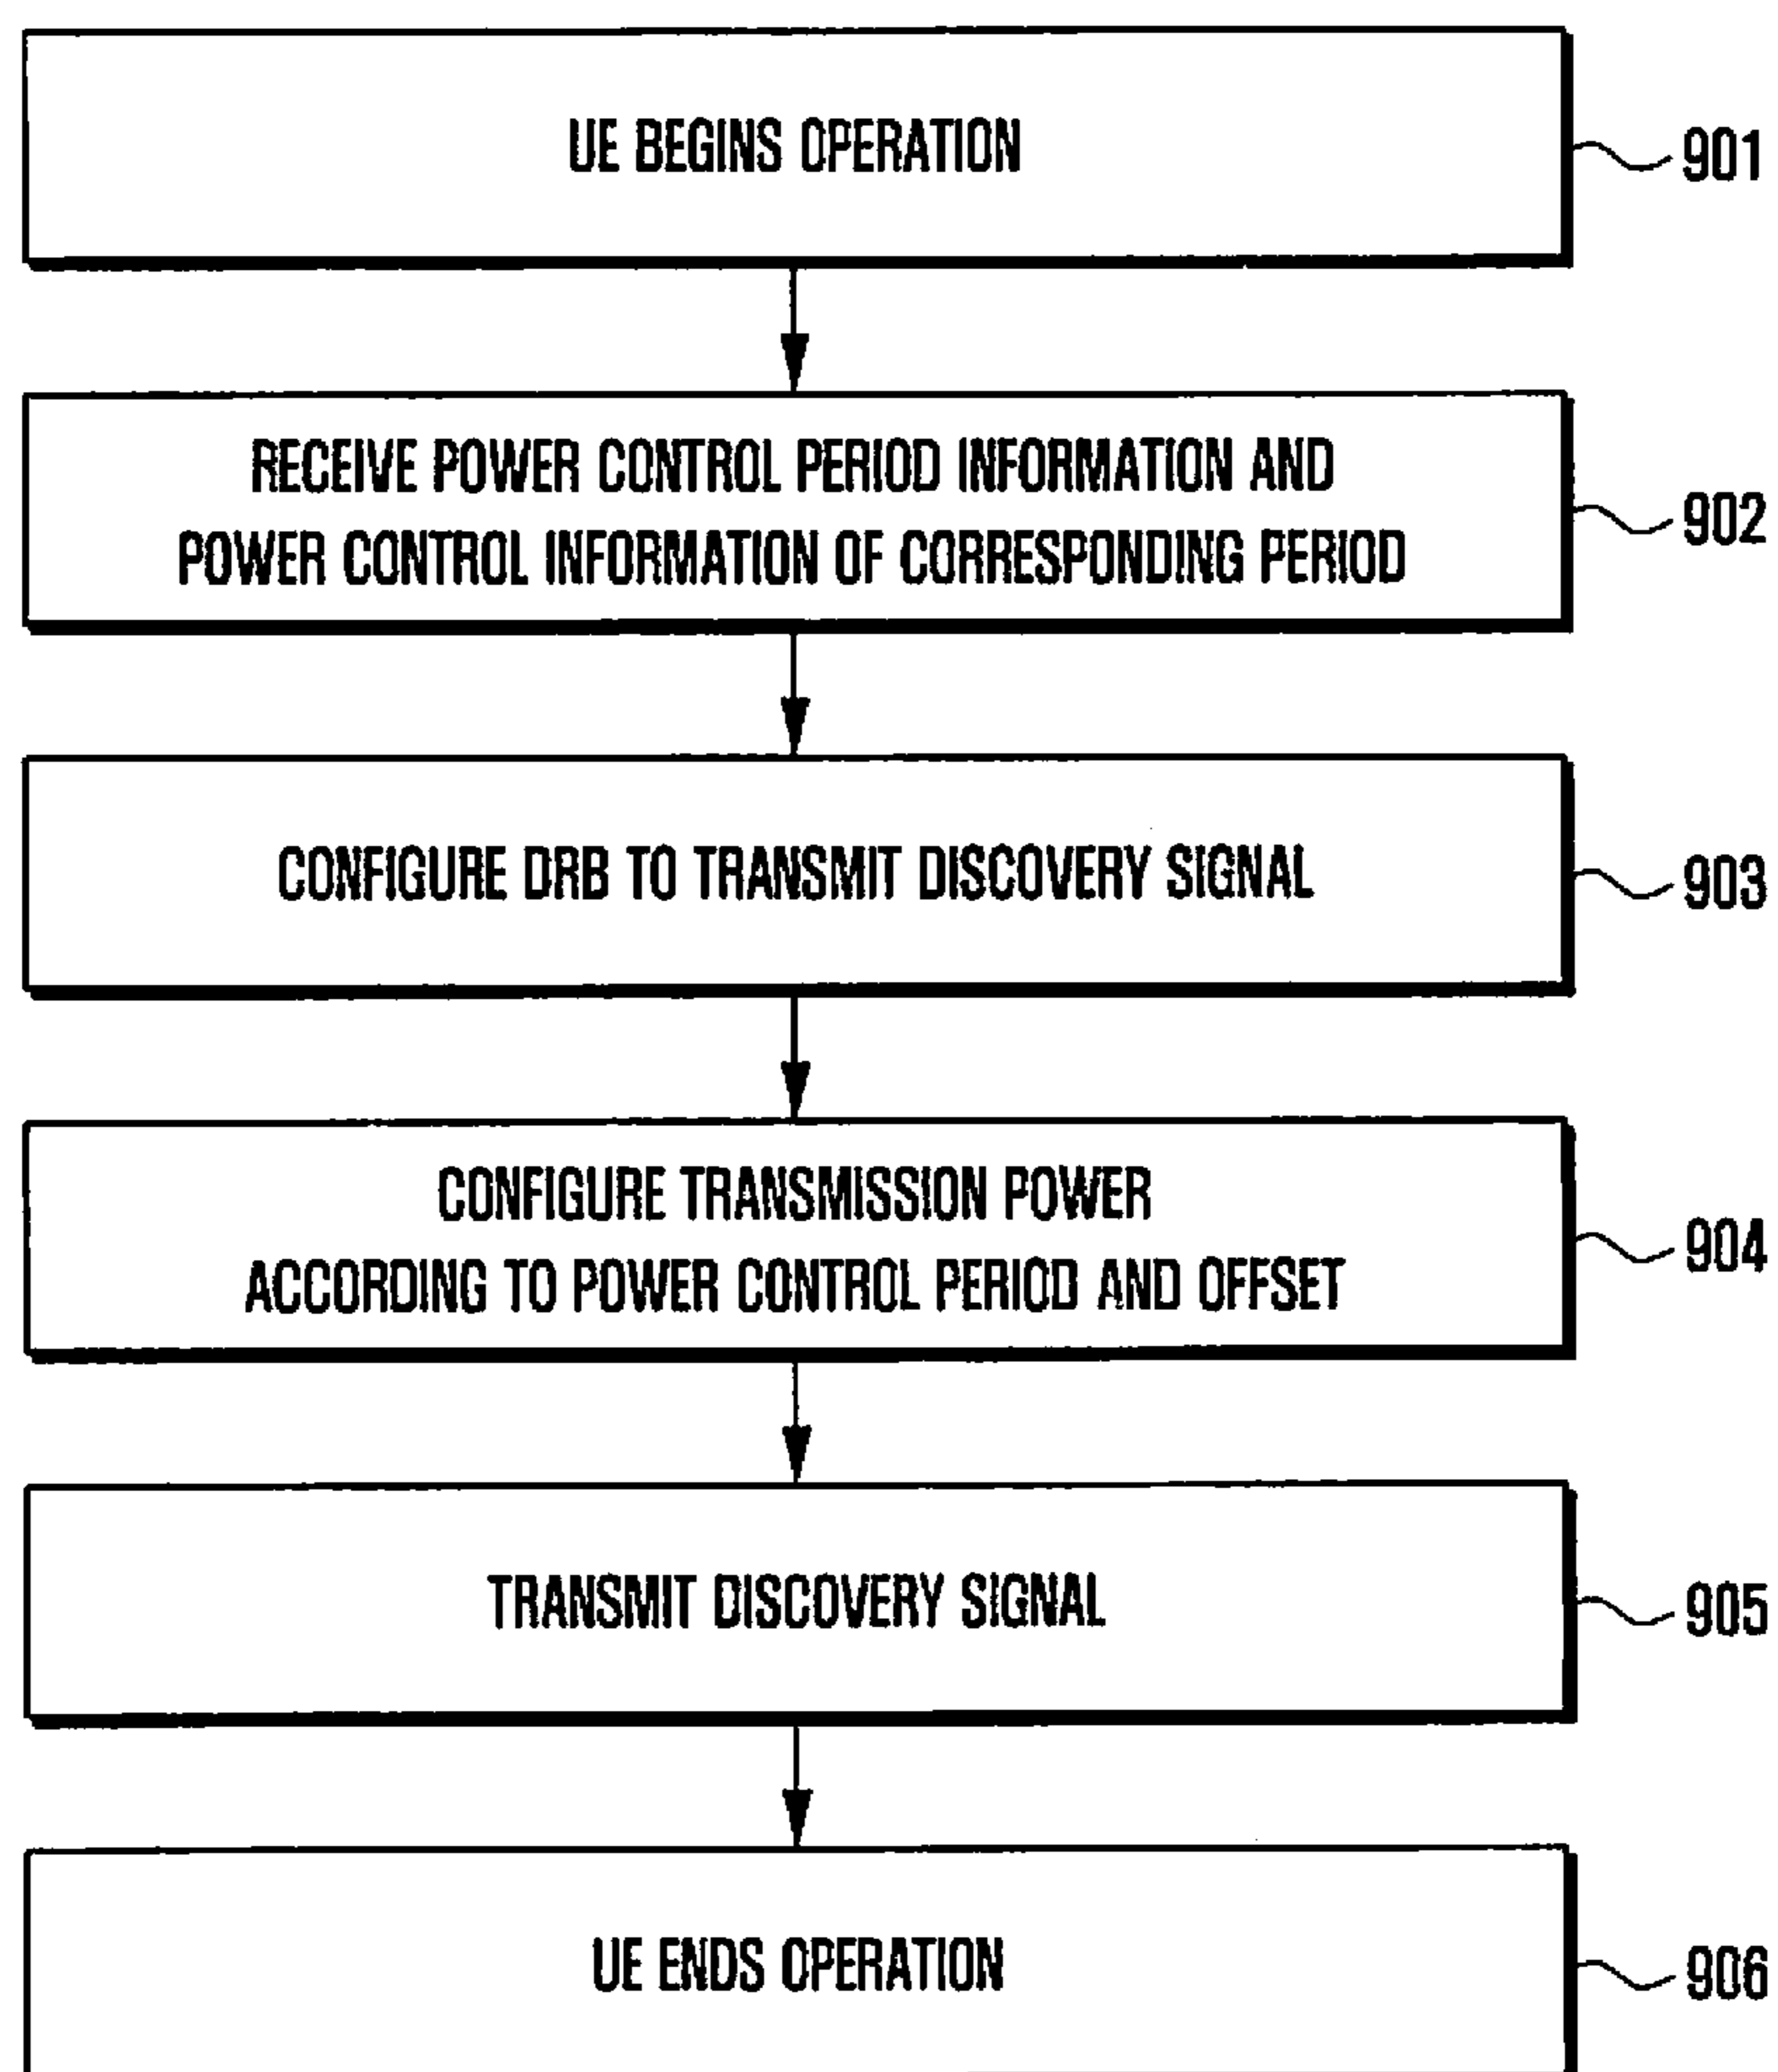 UE BEGINS OPERATION
901
RECEIVE POWER CONTROL PERIOD INFORMATION AND
POWER CONTROL INFORMATION OF CORRESPONDING PERIOD
902
CONFIGURE DRB TO TRANSMIT DISCOVERY SIGNAL
903
CONFIGURE TRANSMISSION POWER
ACCORDING TO POWER CONTROL PERIOD AND OFFSET
904
TRANSMIT DISCOVERY SIGNAL
905
UE ENDS OPERATION
906